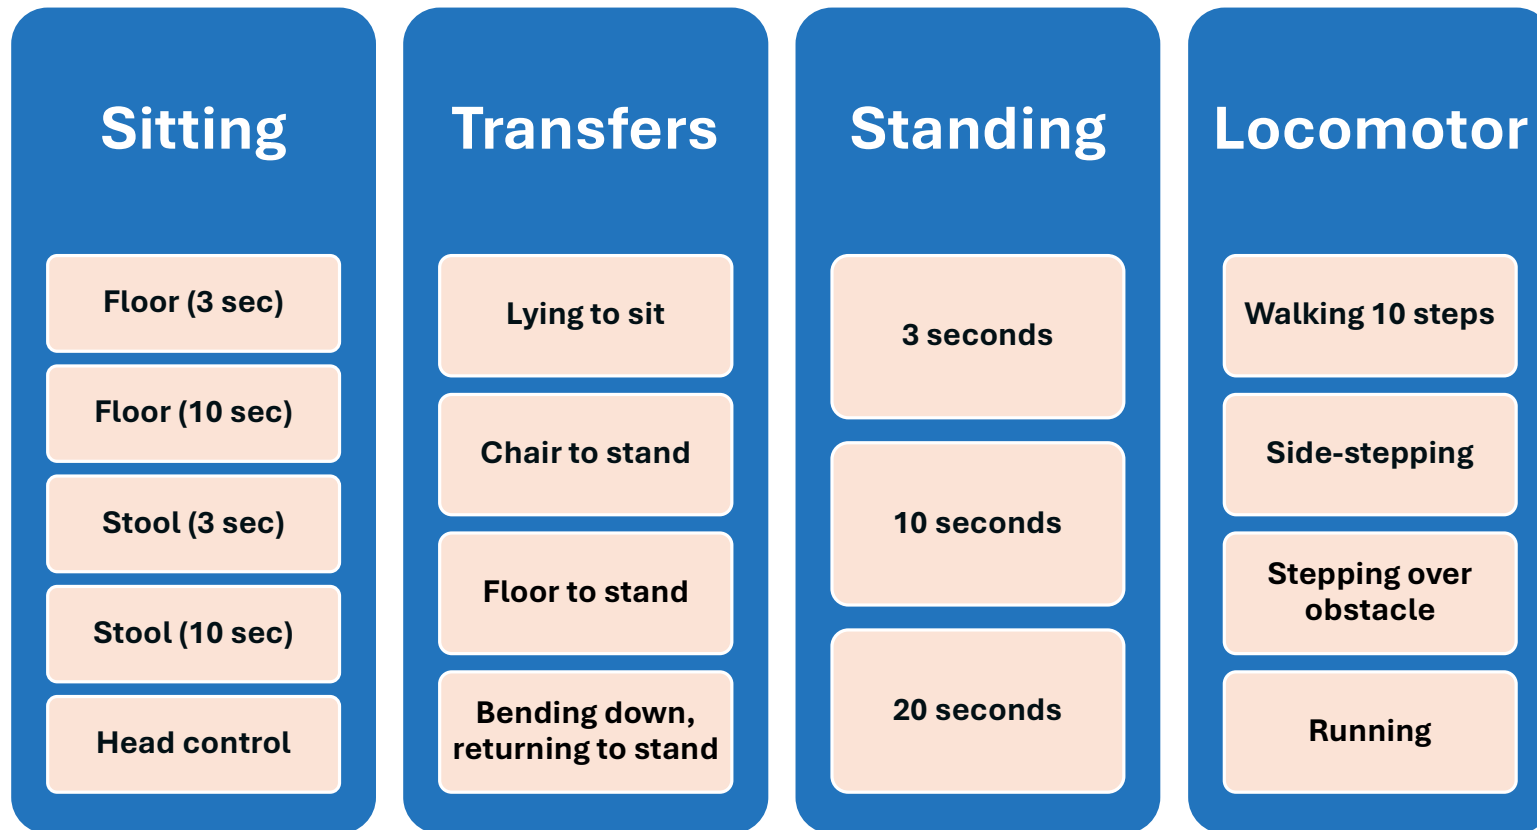 Sitting
Floor (3 sec)
Floor (10 sec)
Stool (3 sec)
Stool (10 sec)
Head control
Transfers
Lying to sit
Chair to stand
Floor to stand
Bending down,
returning to stand
Standing
3 seconds
10 seconds
20 seconds
Locomotor
Walking 10 steps
Side-stepping
Stepping over
obstacle
Running